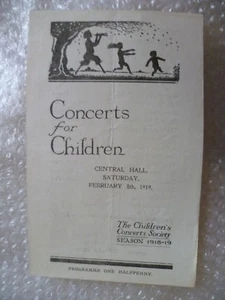 Concerts
for
Children
CENTRAL HALL,
SATURDAY,
FEBRUARY 8th, 1919.
The Children's
Concerts Society
SEASON 1918-19
PROGRAMME ONE HALFPENNY.